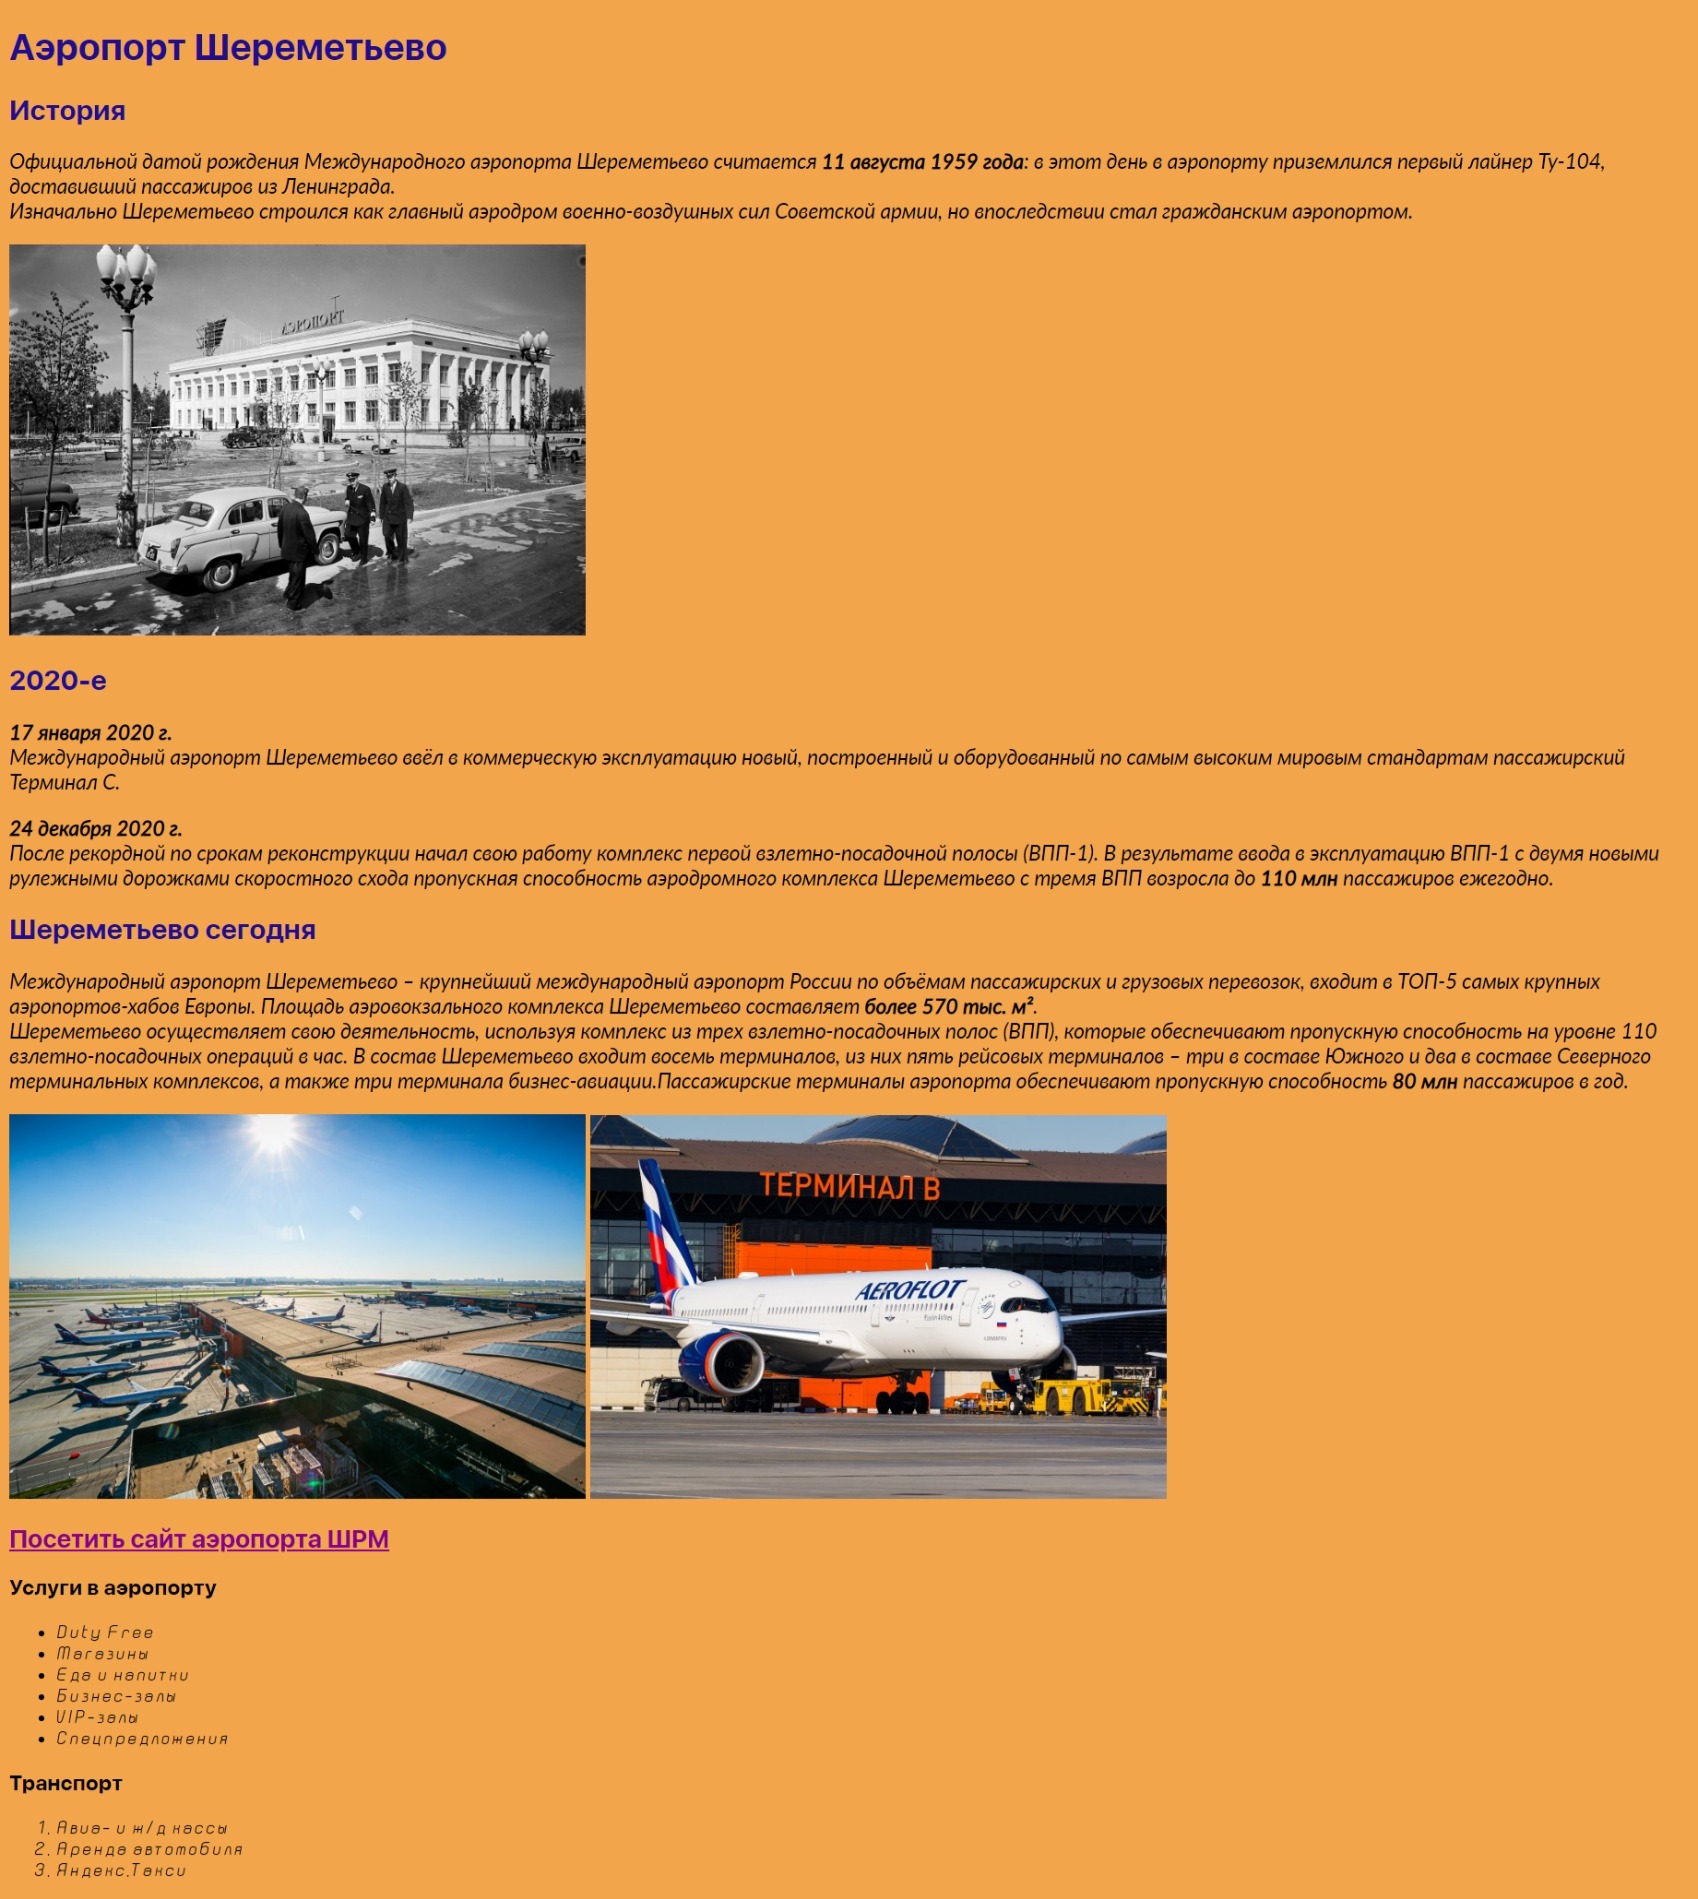 Аэропорт Шереметьево
История
Официальной датой рождения Международного аэропорта Шереметьево считается 11 августа 1959 года: в этот день в аэропорту приземлился первый лайнер Ту-104,
доставивший пассажиров из Ленинграда.
Изначально Шереметьево строился как главный аэродром военно-воздушных сил Советской армии, но впоследствии стал гражданским аэропортом.
АЭРОПОРТ
2020-е
17 января 2020 г.
Международный аэропорт Шереметьево ввёл в коммерческую эксплуатацию новый, построенный и оборудованный по самым высоким мировым стандартам пассажирский
Терминал С.
24 декабря 2020 г.
После рекордной по срокам реконструкции начал свою работу комплекс первой взлетно-посадочной полосы (ВПП-1). В результате ввода в эксплуатацию ВПП-1 с двумя новыми
рулежными дорожками скоростного схода пропускная способность аэродромного комплекса Шереметьево с тремя ВПП возросла до 110 млн пассажиров ежегодно.
Шереметьево сегодня
Международный аэропорт Шереметьево – крупнейший международный аэропорт России по объёмам пассажирских и грузовых перевозок, входит в ТОП-5 самых крупных
аэропортов-хабов Европы. Площадь аэровокзального комплекса Шереметьево составляет более 570 тыс. м².
Шереметьево осуществляет свою деятельность, используя комплекс из трех взлетно-посадочных полос (ВПП), которые обеспечивают пропускную способность на уровне 110
взлетно-посадочных операций в час. В состав Шереметьево входит восемь терминалов, из них пять рейсовых терминалов – три в составе Южного и два в составе Северного
терминальных комплексов, а также три терминала бизнес-авиации.Пассажирские терминалы аэропорта обеспечивают пропускную способность 80 млн пассажиров в год.
ТЕРМИНАЛ B
AEROFLOT
Russian Airlines
Посетить сайт аэропорта ШРМ
Услуги в аэропорту
• Duty Free
• Магазины
• Еда и напитки
• Бизнес-залы
• VIP-залы
• Спецпредложения
Транспорт
1. Авиа- и ж/д кассы
2. Аренда автомобиля
3. Яндекс.Такси